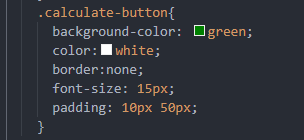 .calculate-button{
background-color: green;
color:white;
border:none;
font-size: 15px;
padding: 10px 50px;
}